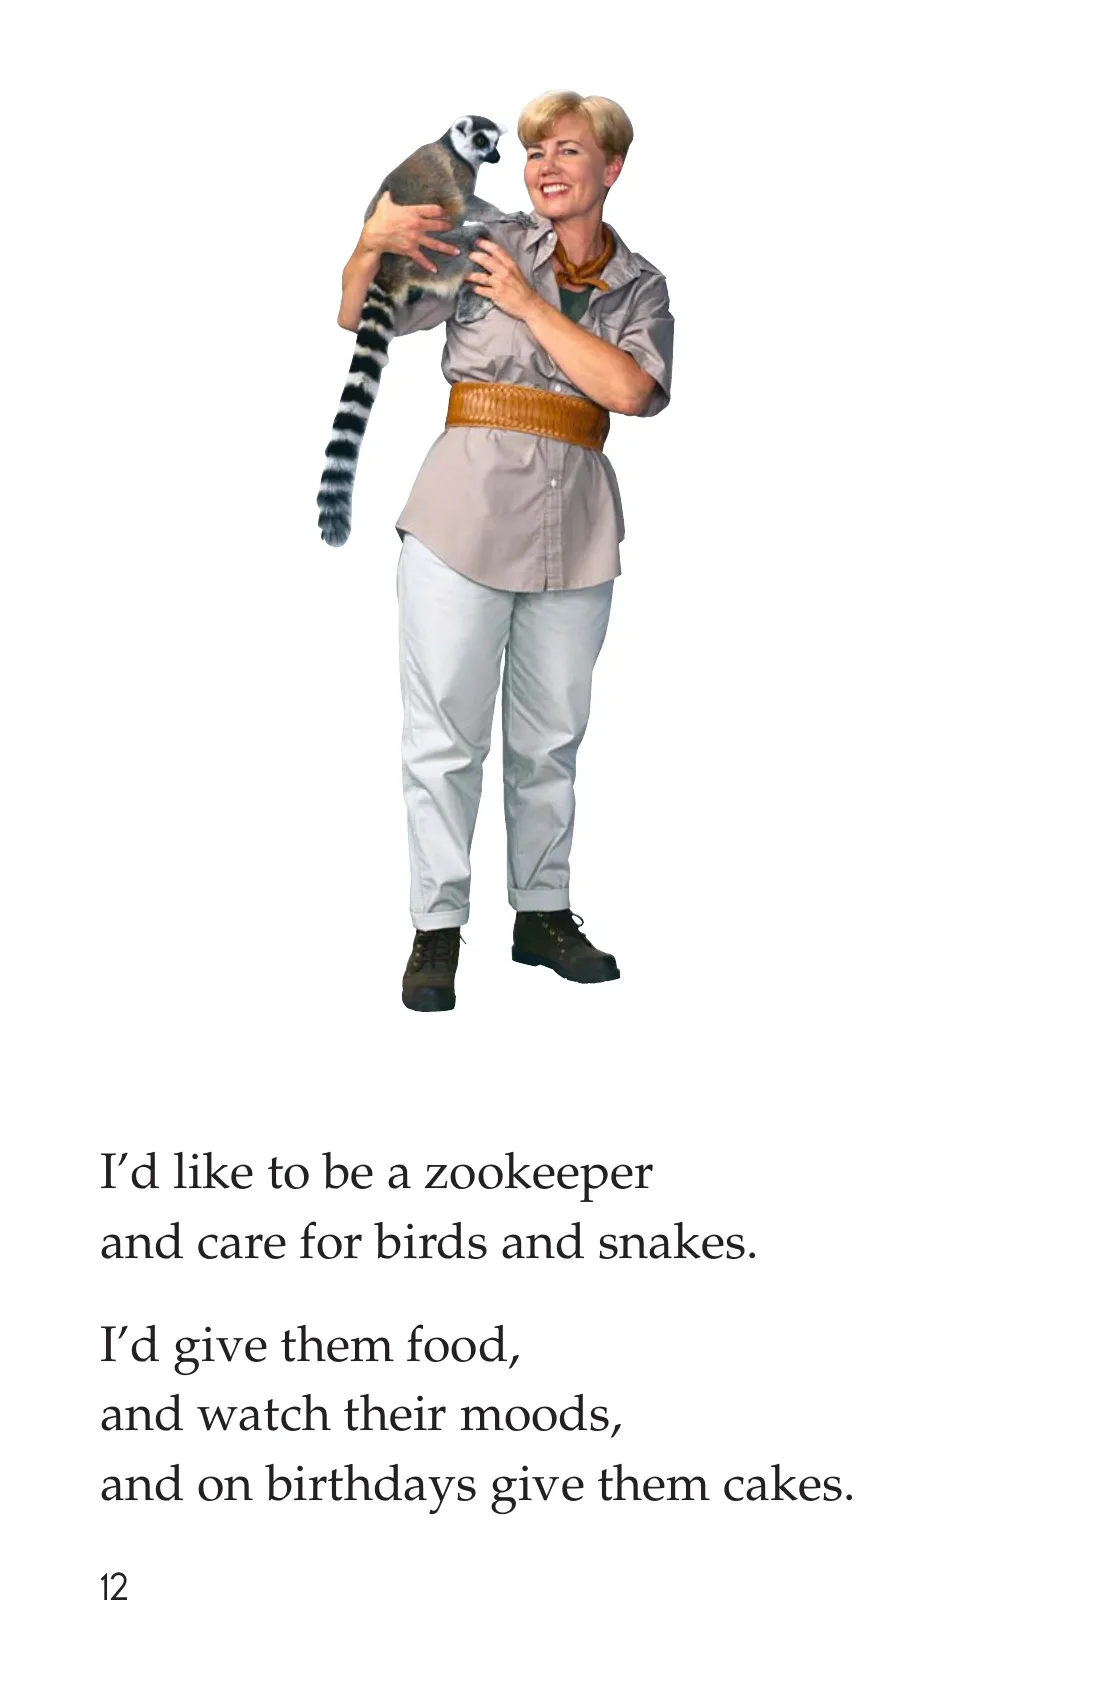 I’d like to be a zookeeper
and care for birds and snakes.
I’d give them food,
and watch their moods,
and on birthdays give them cakes.
12